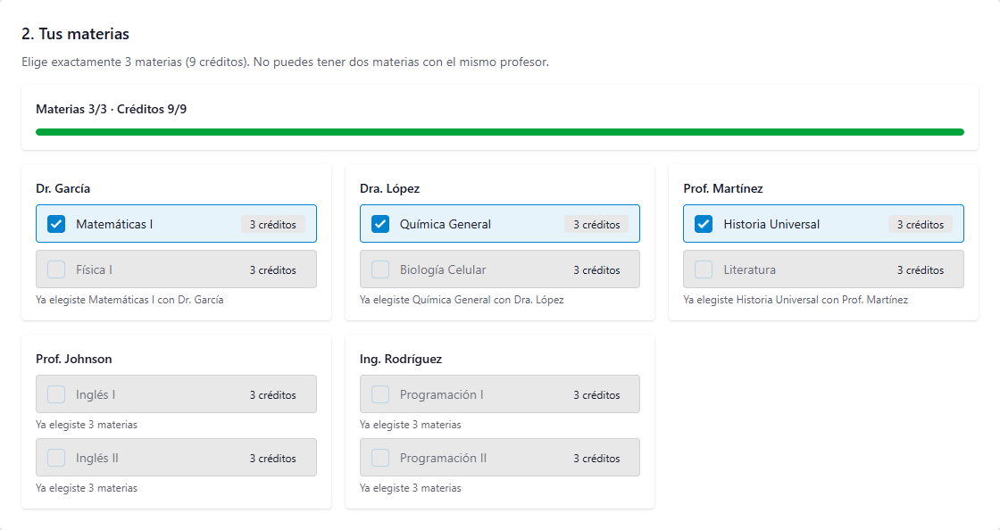 2. Tus materias
Elige exactamente 3 materias (9 créditos). No puedes tener dos materias con el mismo profesor.
Materias 3/3 · Créditos 9/9
Dr. García
Matemáticas I
3 créditos
Física I
3 créditos
Ya elegiste Matemáticas I con Dr. García
Dra. López
Química General
3 créditos
Biología Celular
3 créditos
Ya elegiste Química General con Dra. López
Prof. Martínez
Historia Universal
3 créditos
Literatura
3 créditos
Ya elegiste Historia Universal con Prof. Martínez
Prof. Johnson
Inglés I
3 créditos
Ya elegiste 3 materias
Inglés II
3 créditos
Ya elegiste 3 materias
Ing. Rodríguez
Programación I
3 créditos
Ya elegiste 3 materias
Programación II
3 créditos
Ya elegiste 3 materias